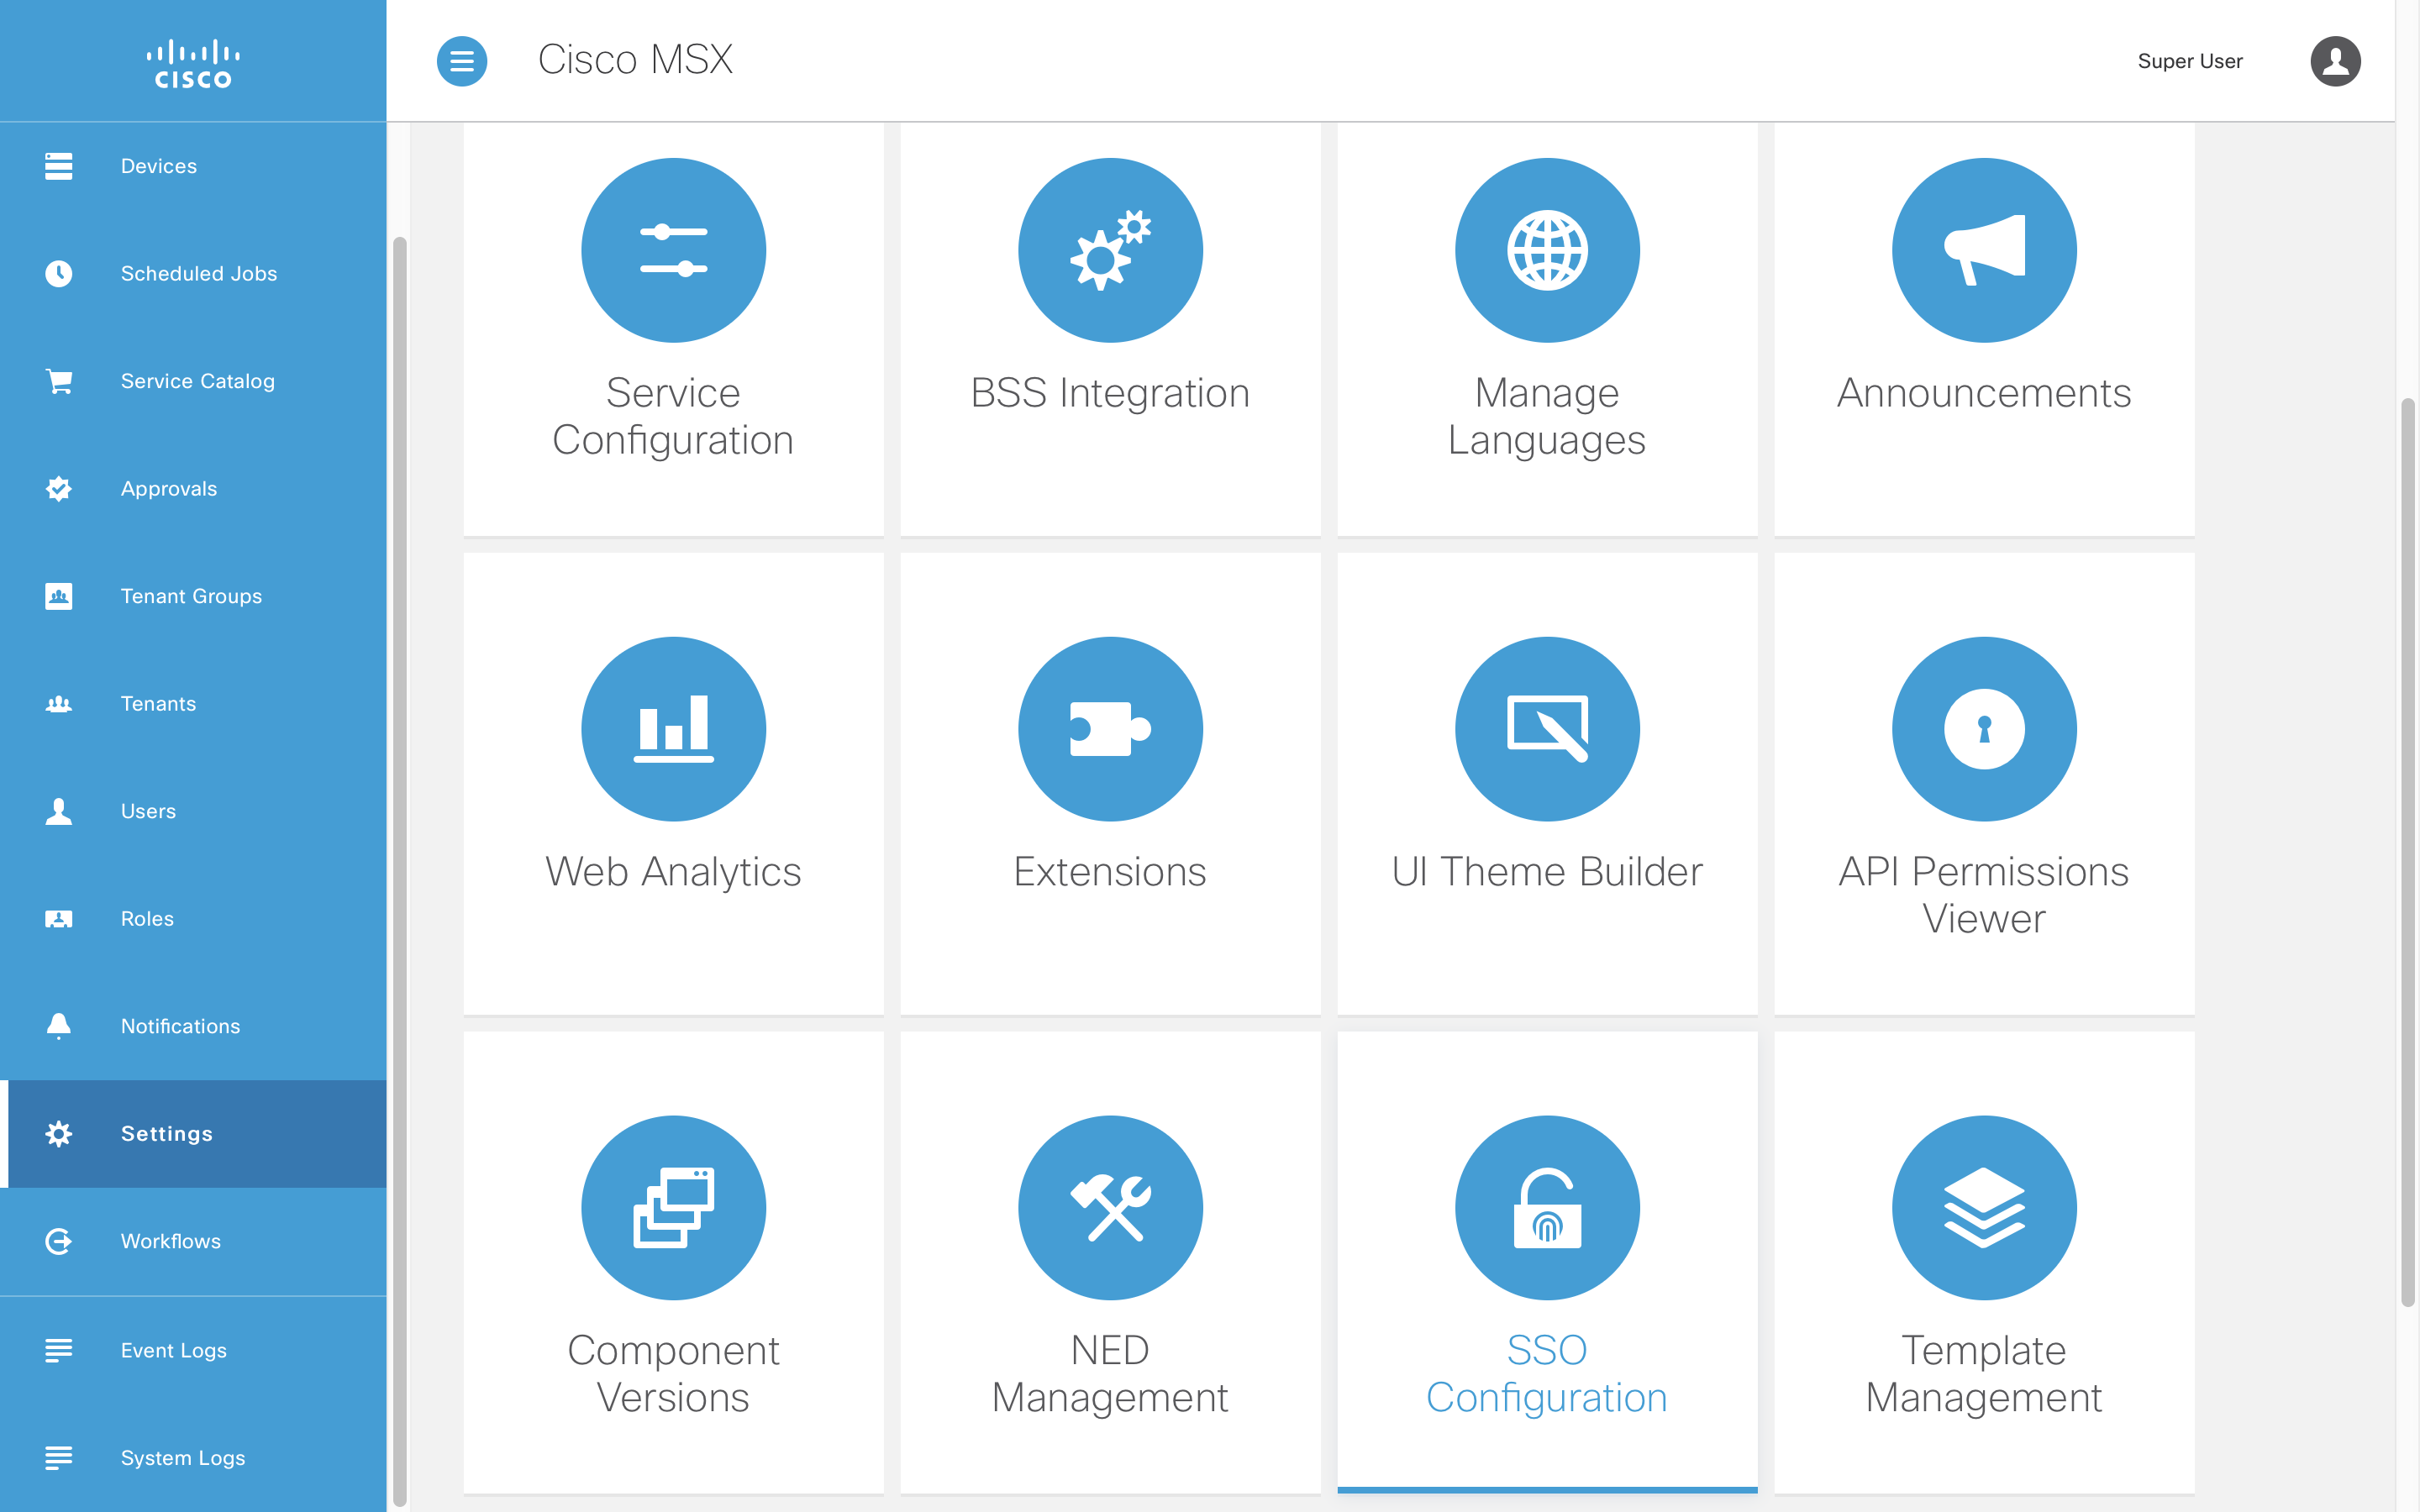 CISCO
Cisco MSX
Super User
Devices
Scheduled Jobs
Service Catalog
Approvals
Tenant Groups
Tenants
Users
Roles
Notifications
Settings
Workflows
Event Logs
System Logs
Service
Configuration
BSS Integration
Manage
Languages
Announcements
Web Analytics
Extensions
UI Theme Builder
API Permissions
Viewer
Component
Versions
NED
Management
SSO
Configuration
Template
Management